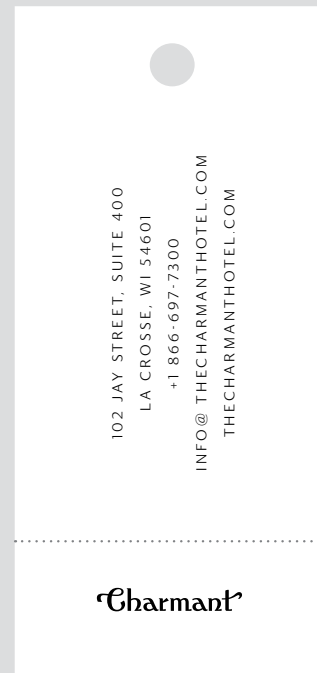 102 JAY STREET, SUITE 400
LA CROSSE, WI 54601
+1 866-697-7300
INFO@ THECHARMANTHOTEL.COM
THECHARMANTHOTEL.COM
Charmant